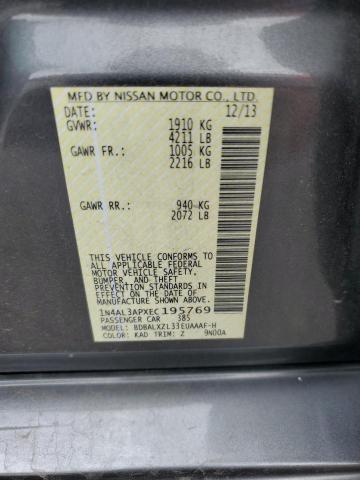 MFD BY NISSAN MOTOR CO., LTD.
DATE: 12/13
GVWR: 1910 KG
4211 LB
GAWR FR.: 1005 KG
2216 LB
GAWR RR.: 940 KG
2072 LB
THIS VEHICLE CONFORMS TO
ALL APPLICABLE FEDERAL
MOTOR VEHICLE SAFETY,
BUMPER, AND THEFT
PREVENTION STANDARDS
IN EFFECT ON THE DATE OF
MANUFACTURE SHOWN ABOVE.
1N4AL3APXEC195769
PASSENGER CAR 385
MODEL: BDBALXZL33EUAAAF-H
COLOR: KAD TRIM: Z 9N00A